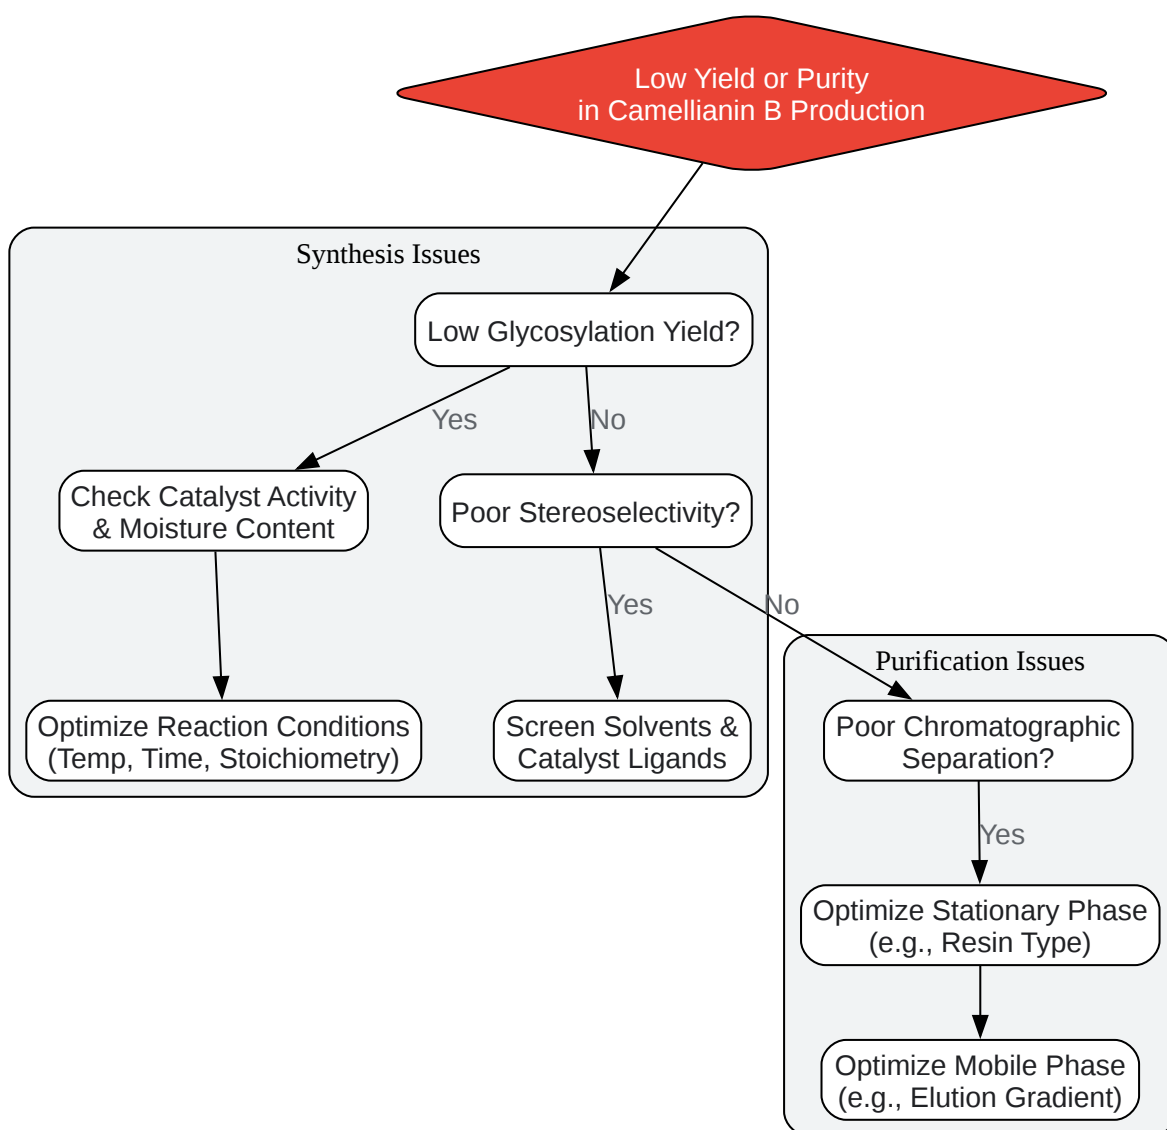 Low Yield or Purity
in Camellianin B Production
Synthesis Issues
Low Glycosylation Yield?
Yes
No
Check Catalyst Activity
& Moisture Content
Poor Stereoselectivity?
Yes
No
Optimize Reaction Conditions
(Temp, Time, Stoichiometry)
Screen Solvents &
Catalyst Ligands
Purification Issues
Poor Chromatographic
Separation?
Yes
Optimize Stationary Phase
(e.g., Resin Type)
Optimize Mobile Phase
(e.g., Elution Gradient)